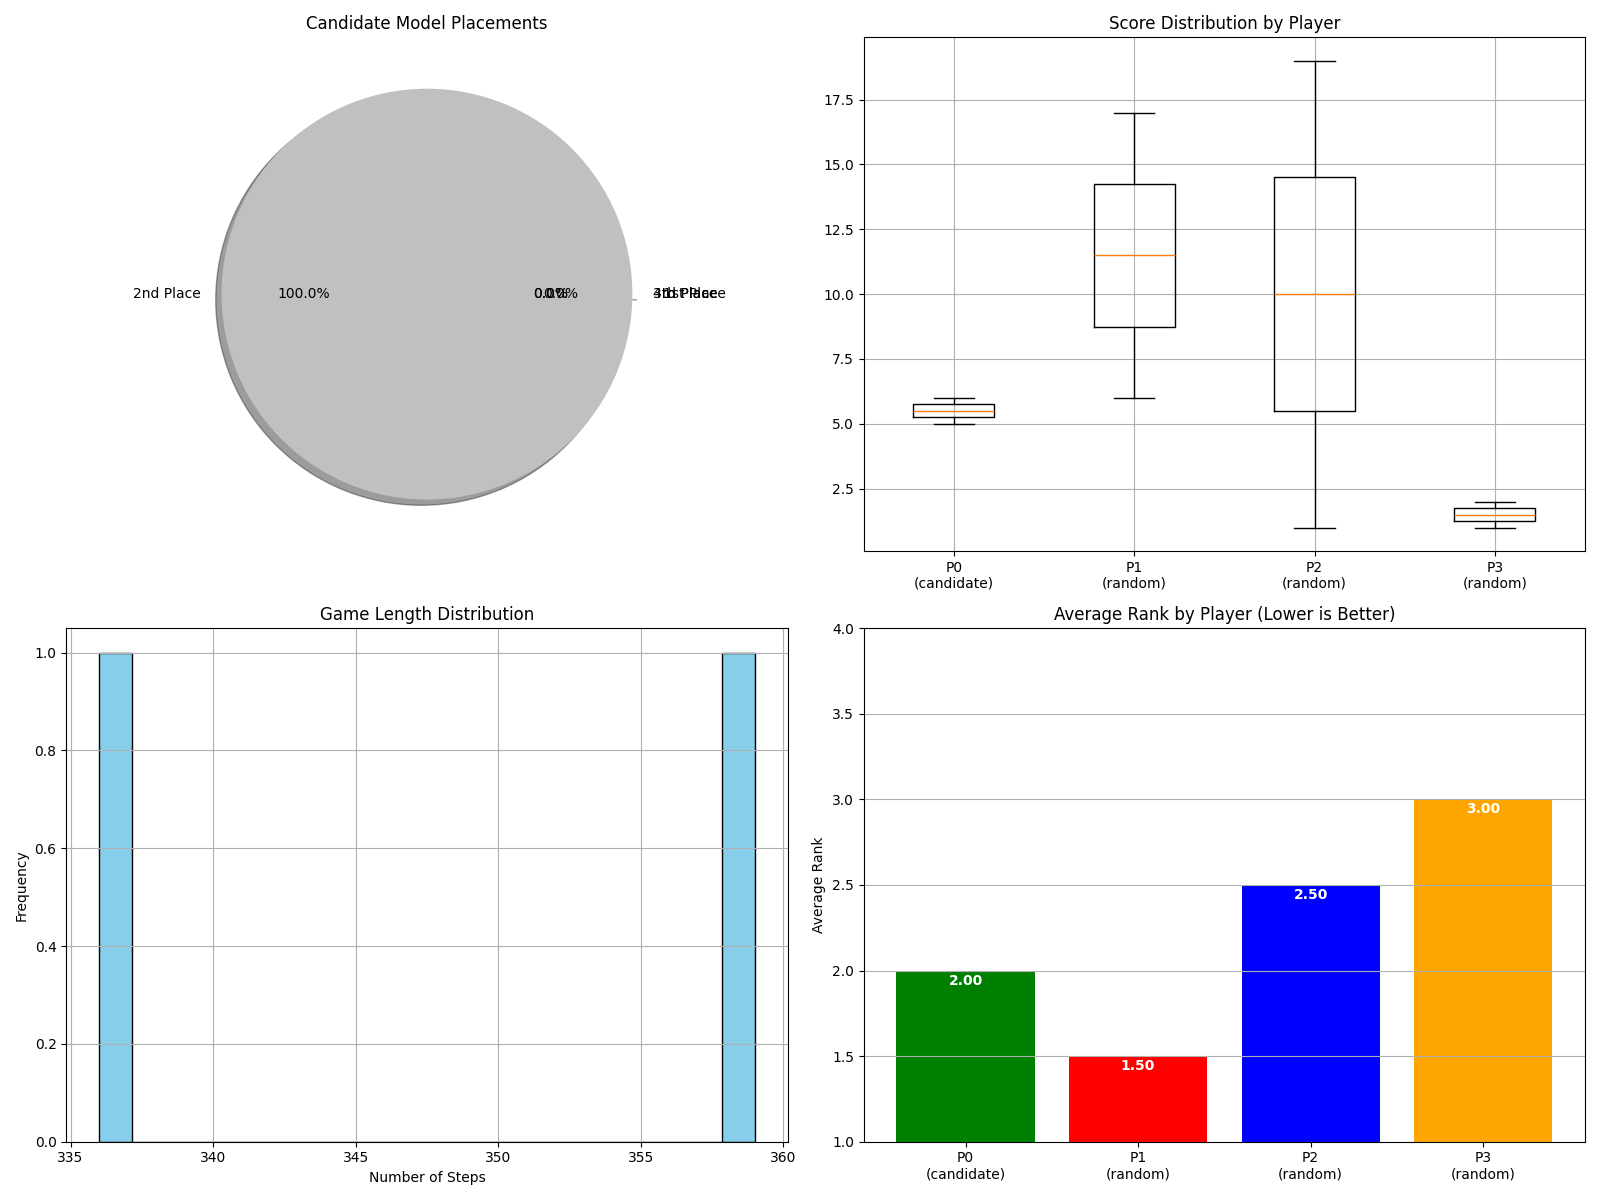 Candidate Model Placements
2nd Place
100.0%
Score Distribution by Player
17.5
15.0
12.5
10.0
7.5
5.0
2.5
P0
(candidate)
P1
(random)
P2
(random)
P3
(random)
Game Length Distribution
Frequency
1.0
0.8
0.6
0.4
0.2
0.0
335
340
345
350
355
360
Number of Steps
Average Rank by Player (Lower is Better)
Average Rank
4.0
3.5
3.0
2.5
2.0
1.5
1.0
2.00
1.50
2.50
3.00
P0
(candidate)
P1
(random)
P2
(random)
P3
(random)